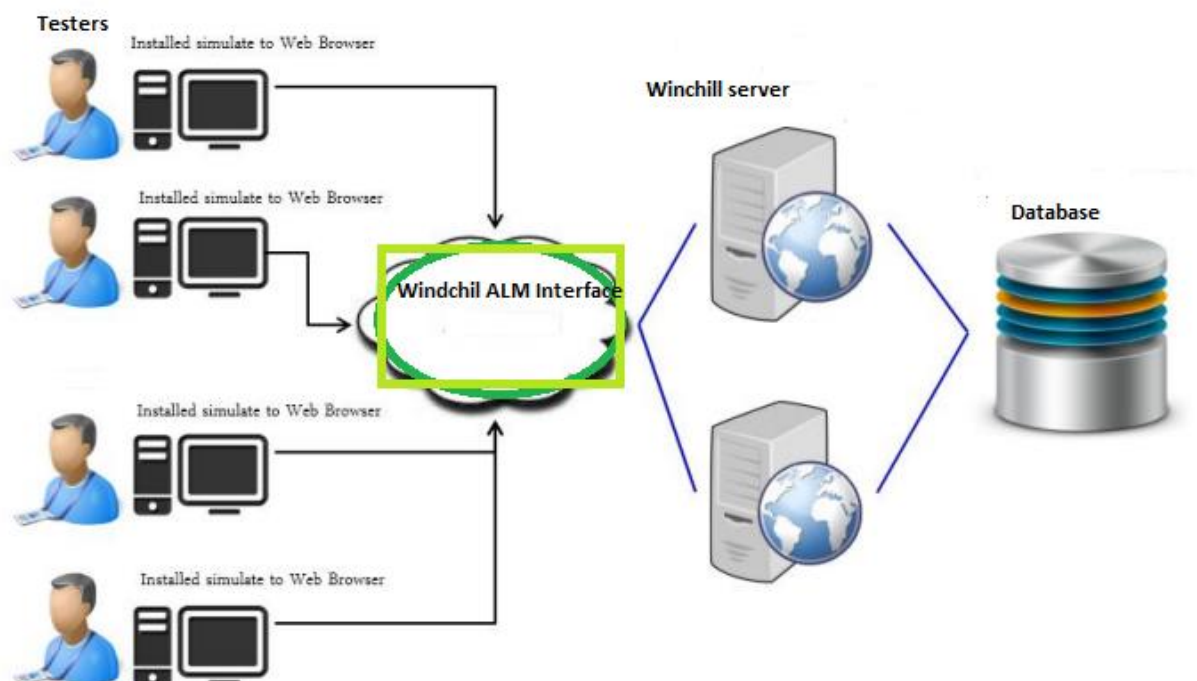 Testers
Installed simulate to Web Browser
Winchill server
Installed simulate to Web Browser
Database
Windchil ALM Interface
Installed simulate to Web Browser
Installed simulate to Web Browser